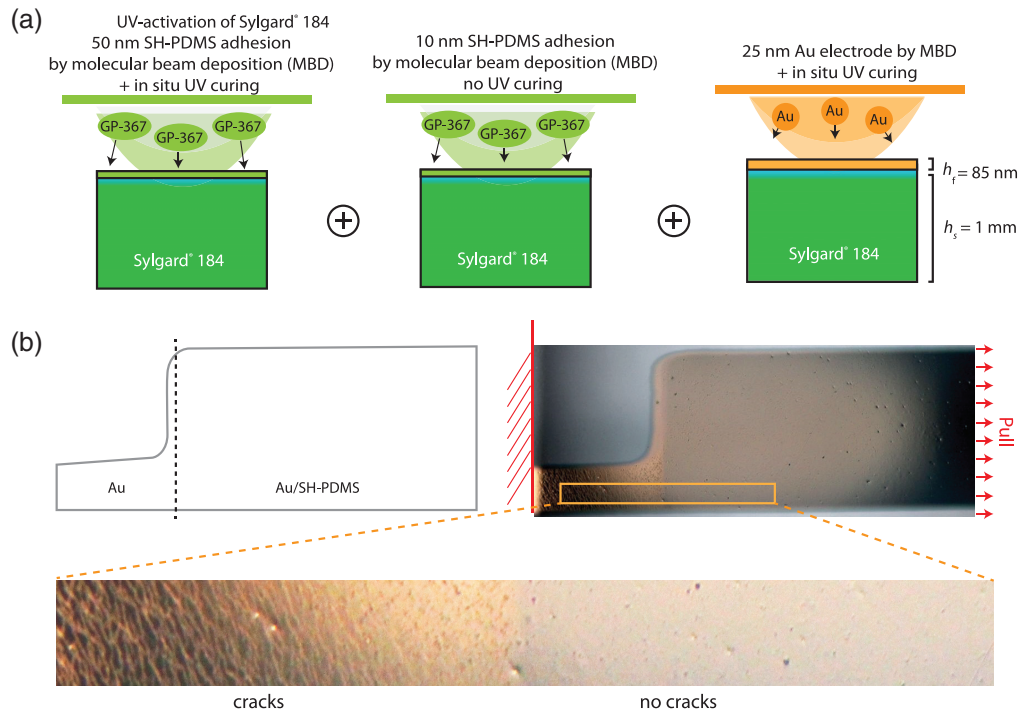 (a)
UV-activation of Sylgard® 184
50 nm SH-PDMS adhesion
by molecular beam deposition (MBD)
+ in situ UV curing
GP-367
GP-367
GP-367
Sylgard® 184
10 nm SH-PDMS adhesion
by molecular beam deposition (MBD)
no UV curing
GP-367
GP-367
GP-367
Sylgard® 184
25 nm Au electrode by MBD
+ in situ UV curing
Au
Au
Au
hf = 85 nm
hs = 1 mm
Sylgard® 184
(b)
Au
Au/SH-PDMS
Pull
cracks
no cracks